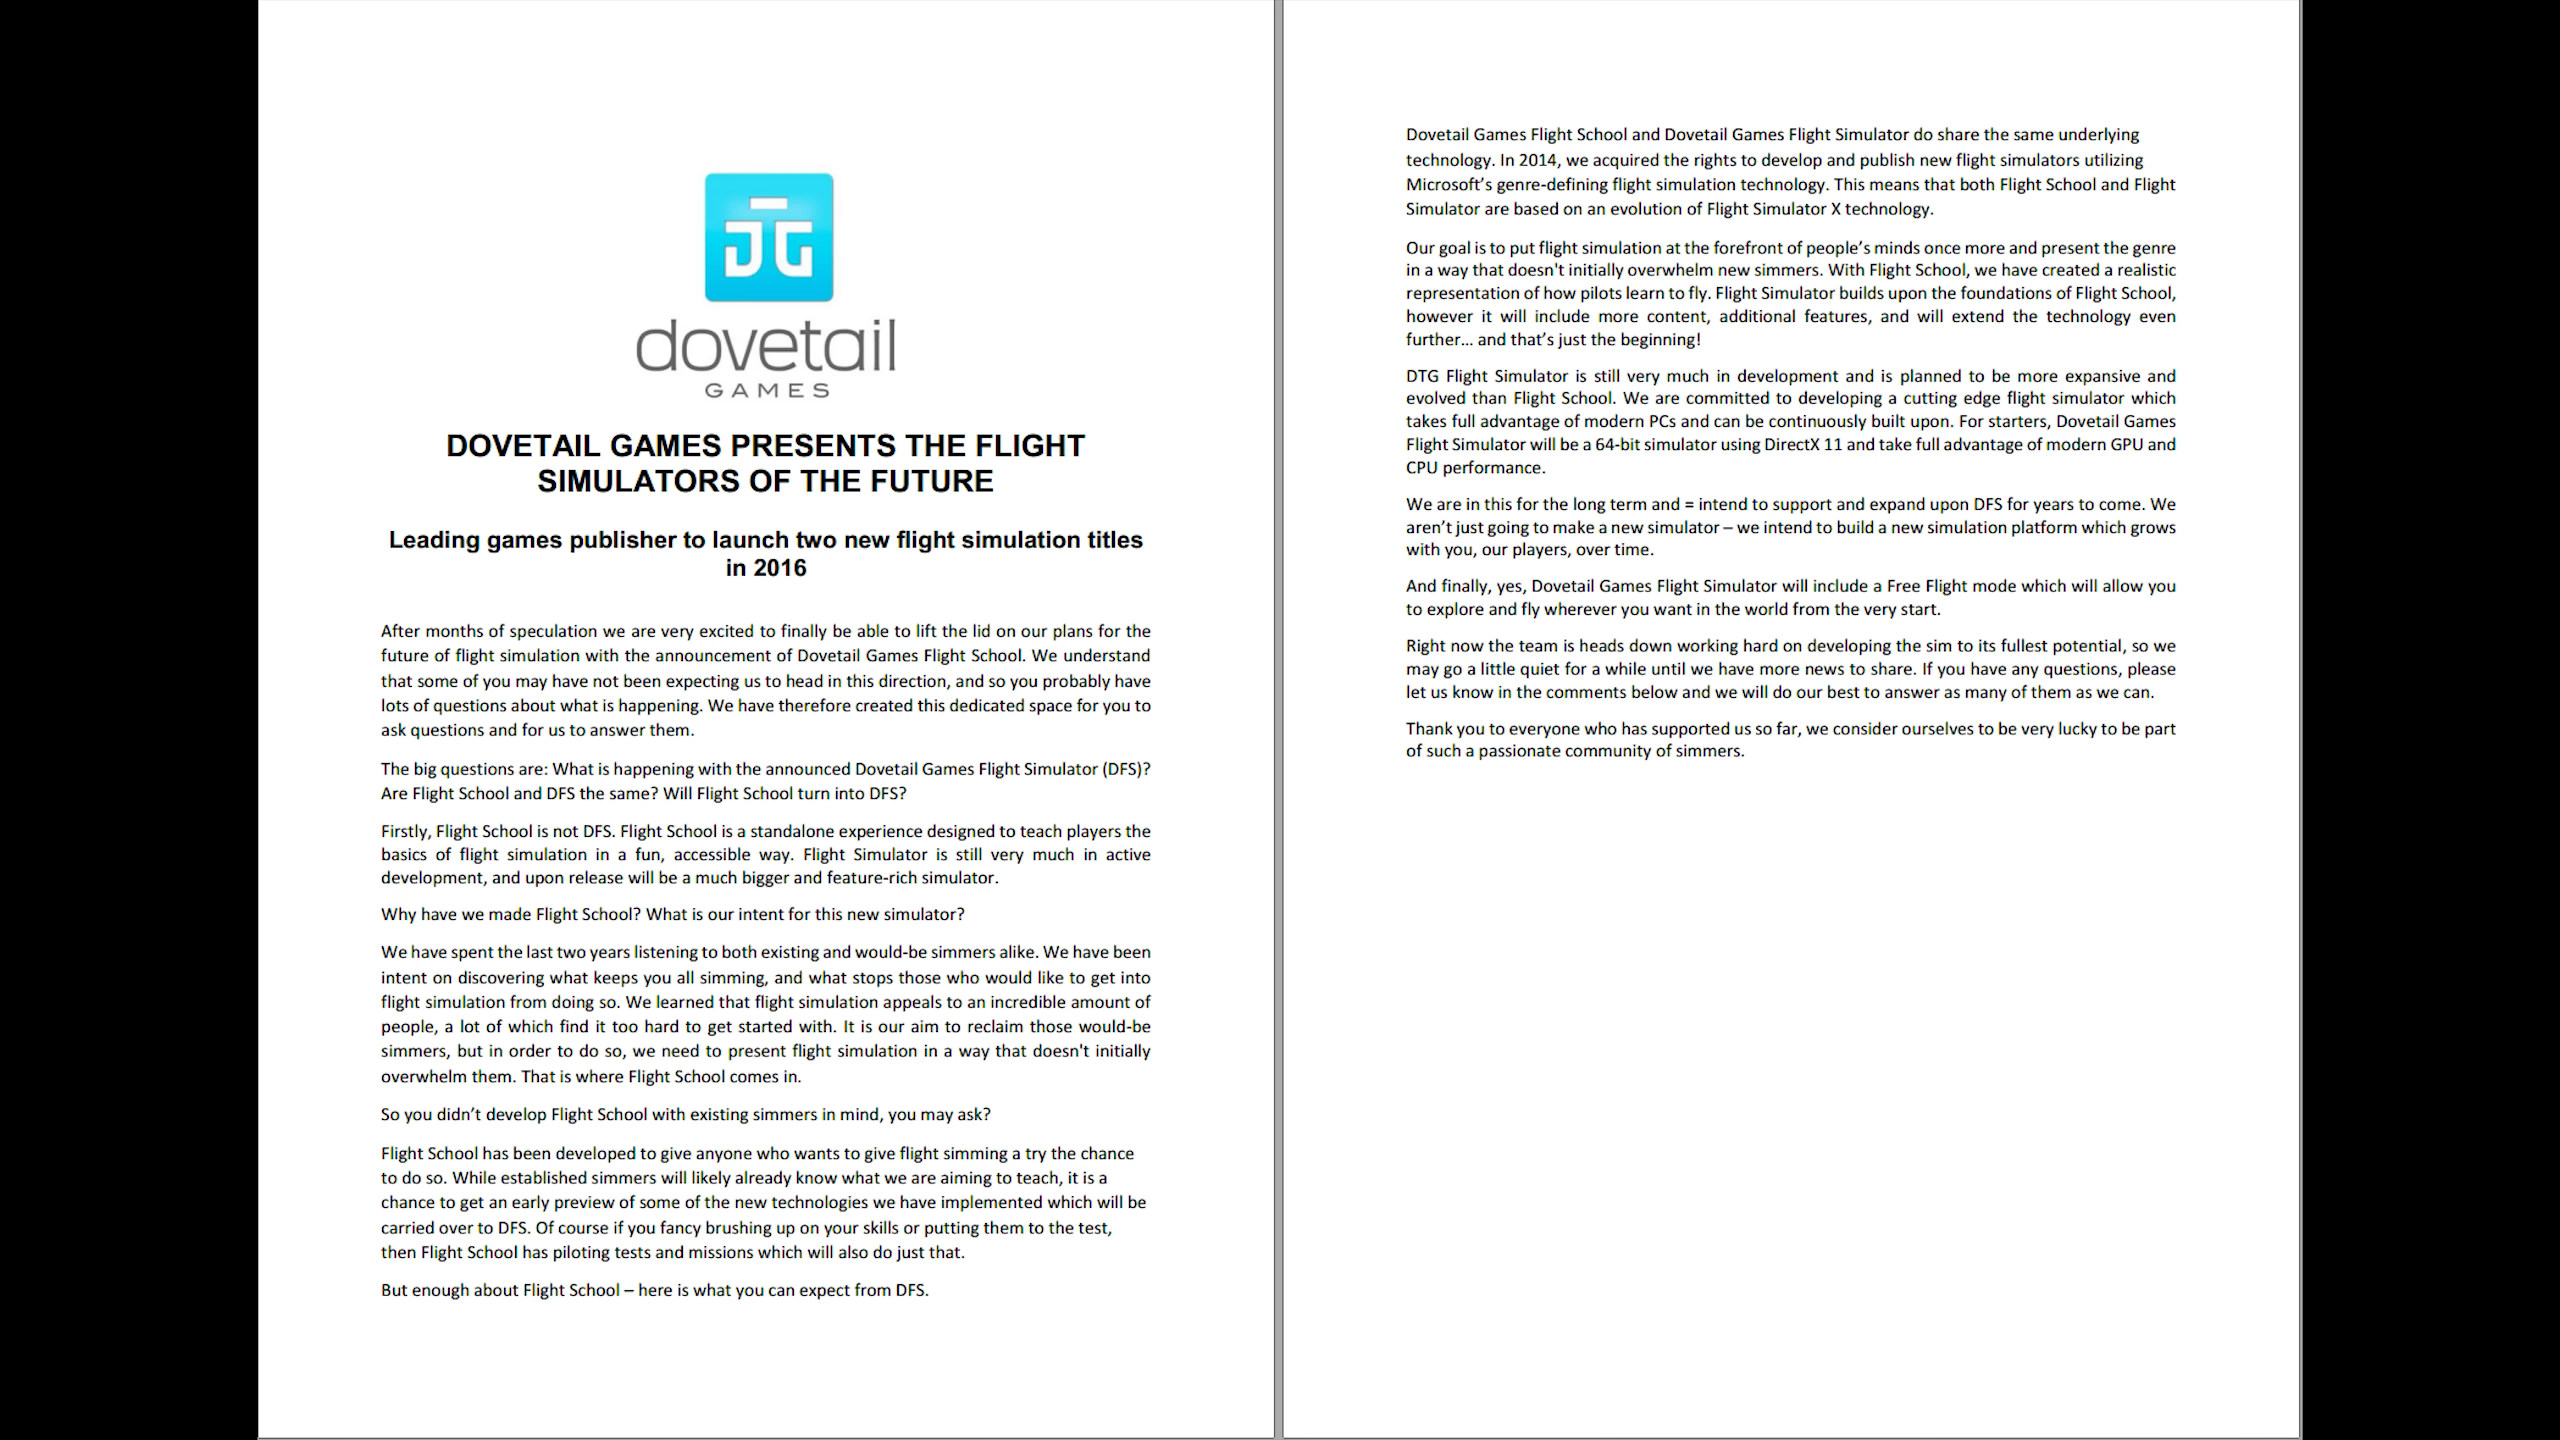 dovetail
GAMES
DOVETAIL GAMES PRESENTS THE FLIGHT
SIMULATORS OF THE FUTURE
Leading games publisher to launch two new flight simulation titles
in 2016
After months of speculation we are very excited to finally be able to lift the lid on our plans for the
future of flight simulation with the announcement of Dovetail Games Flight School. We understand
that some of you may have not been expecting us to head in this direction, and so you probably have
lots of questions about what is happening. We have therefore created this dedicated space for you to
ask questions and for us to answer them.
The big questions are: What is happening with the announced Dovetail Games Flight Simulator (DFS)?
Are Flight School and DFS the same? Will Flight School turn into DFS?
Firstly, Flight School is not DFS. Flight School is a standalone experience designed to teach players the
basics of flight simulation in a fun, accessible way. Flight Simulator is still very much in active
development, and upon release will be a much bigger and feature-rich simulator.
Why have we made Flight School? What is our intent for this new simulator?
We have spent the last two years listening to both existing and would-be simmers alike. We have been
intent on discovering what keeps you all simming, and what stops those who would like to get into
flight simulation from doing so. We learned that flight simulation appeals to an incredible amount of
people, a lot of which find it too hard to get started with. It is our aim to reclaim those would-be
simmers, but in order to do so, we need to present flight simulation in a way that doesn't initially
overwhelm them. That is where Flight School comes in.
So you didn’t develop Flight School with existing simmers in mind, you may ask?
Flight School has been developed to give anyone who wants to give flight simming a try the chance
to do so. While established simmers will likely already know what we are aiming to teach, it is a
chance to get an early preview of some of the new technologies we have implemented which will be
carried over to DFS. Of course if you fancy brushing up on your skills or putting them to the test,
then Flight School has piloting tests and missions which will also do just that.
But enough about Flight School – here is what you can expect from DFS.
Dovetail Games Flight School and Dovetail Games Flight Simulator do share the same underlying
technology. In 2014, we acquired the rights to develop and publish new flight simulators utilizing
Microsoft’s genre-defining flight simulation technology. This means that both Flight School and Flight
Simulator are based on an evolution of Flight Simulator X technology.
Our goal is to put flight simulation at the forefront of people’s minds once more and present the genre
in a way that doesn't initially overwhelm new simmers. With Flight School, we have created a realistic
representation of how pilots learn to fly. Flight Simulator builds upon the foundations of Flight School,
however it will include more content, additional features, and will extend the technology even
further... and that’s just the beginning!
DTG Flight Simulator is still very much in development and is planned to be more expansive and
evolved than Flight School. We are committed to developing a cutting edge flight simulator which
takes full advantage of modern PCs and can be continuously built upon. For starters, Dovetail Games
Flight Simulator will be a 64-bit simulator using DirectX 11 and take full advantage of modern GPU and
CPU performance.
We are in this for the long term and = intend to support and expand upon DFS for years to come. We
aren’t just going to make a new simulator – we intend to build a new simulation platform which grows
with you, our players, over time.
And finally, yes, Dovetail Games Flight Simulator will include a Free Flight mode which will allow you
to explore and fly wherever you want in the world from the very start.
Right now the team is heads down working hard on developing the sim to its fullest potential, so we
may go a little quiet for a while until we have more news to share. If you have any questions, please
let us know in the comments below and we will do our best to answer as many of them as we can.
Thank you to everyone who has supported us so far, we consider ourselves to be very lucky to be part
of such a passionate community of simmers.